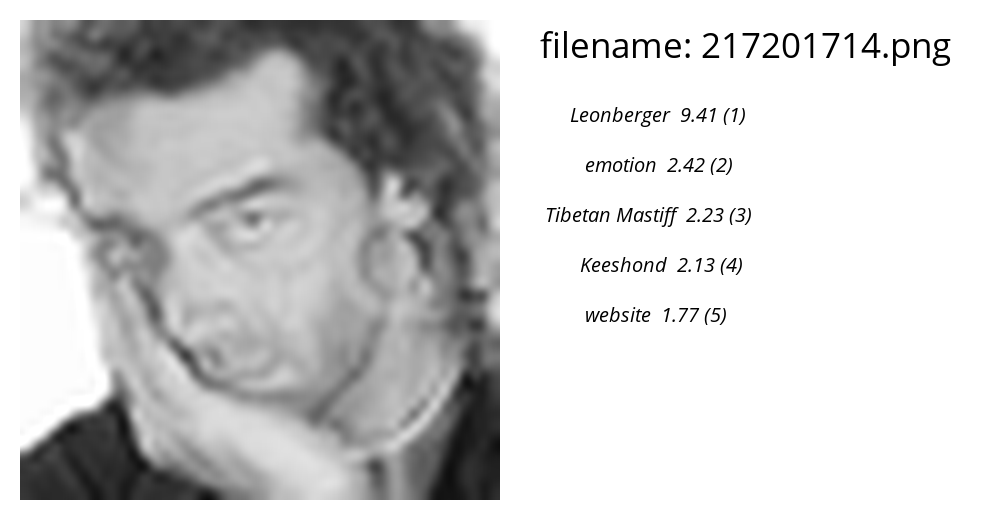 filename: 217201714.png
Leonberger 9.41 (1)
emotion 2.42 (2)
Tibetan Mastiff 2.23 (3)
Keeshond 2.13 (4)
website 1.77 (5)